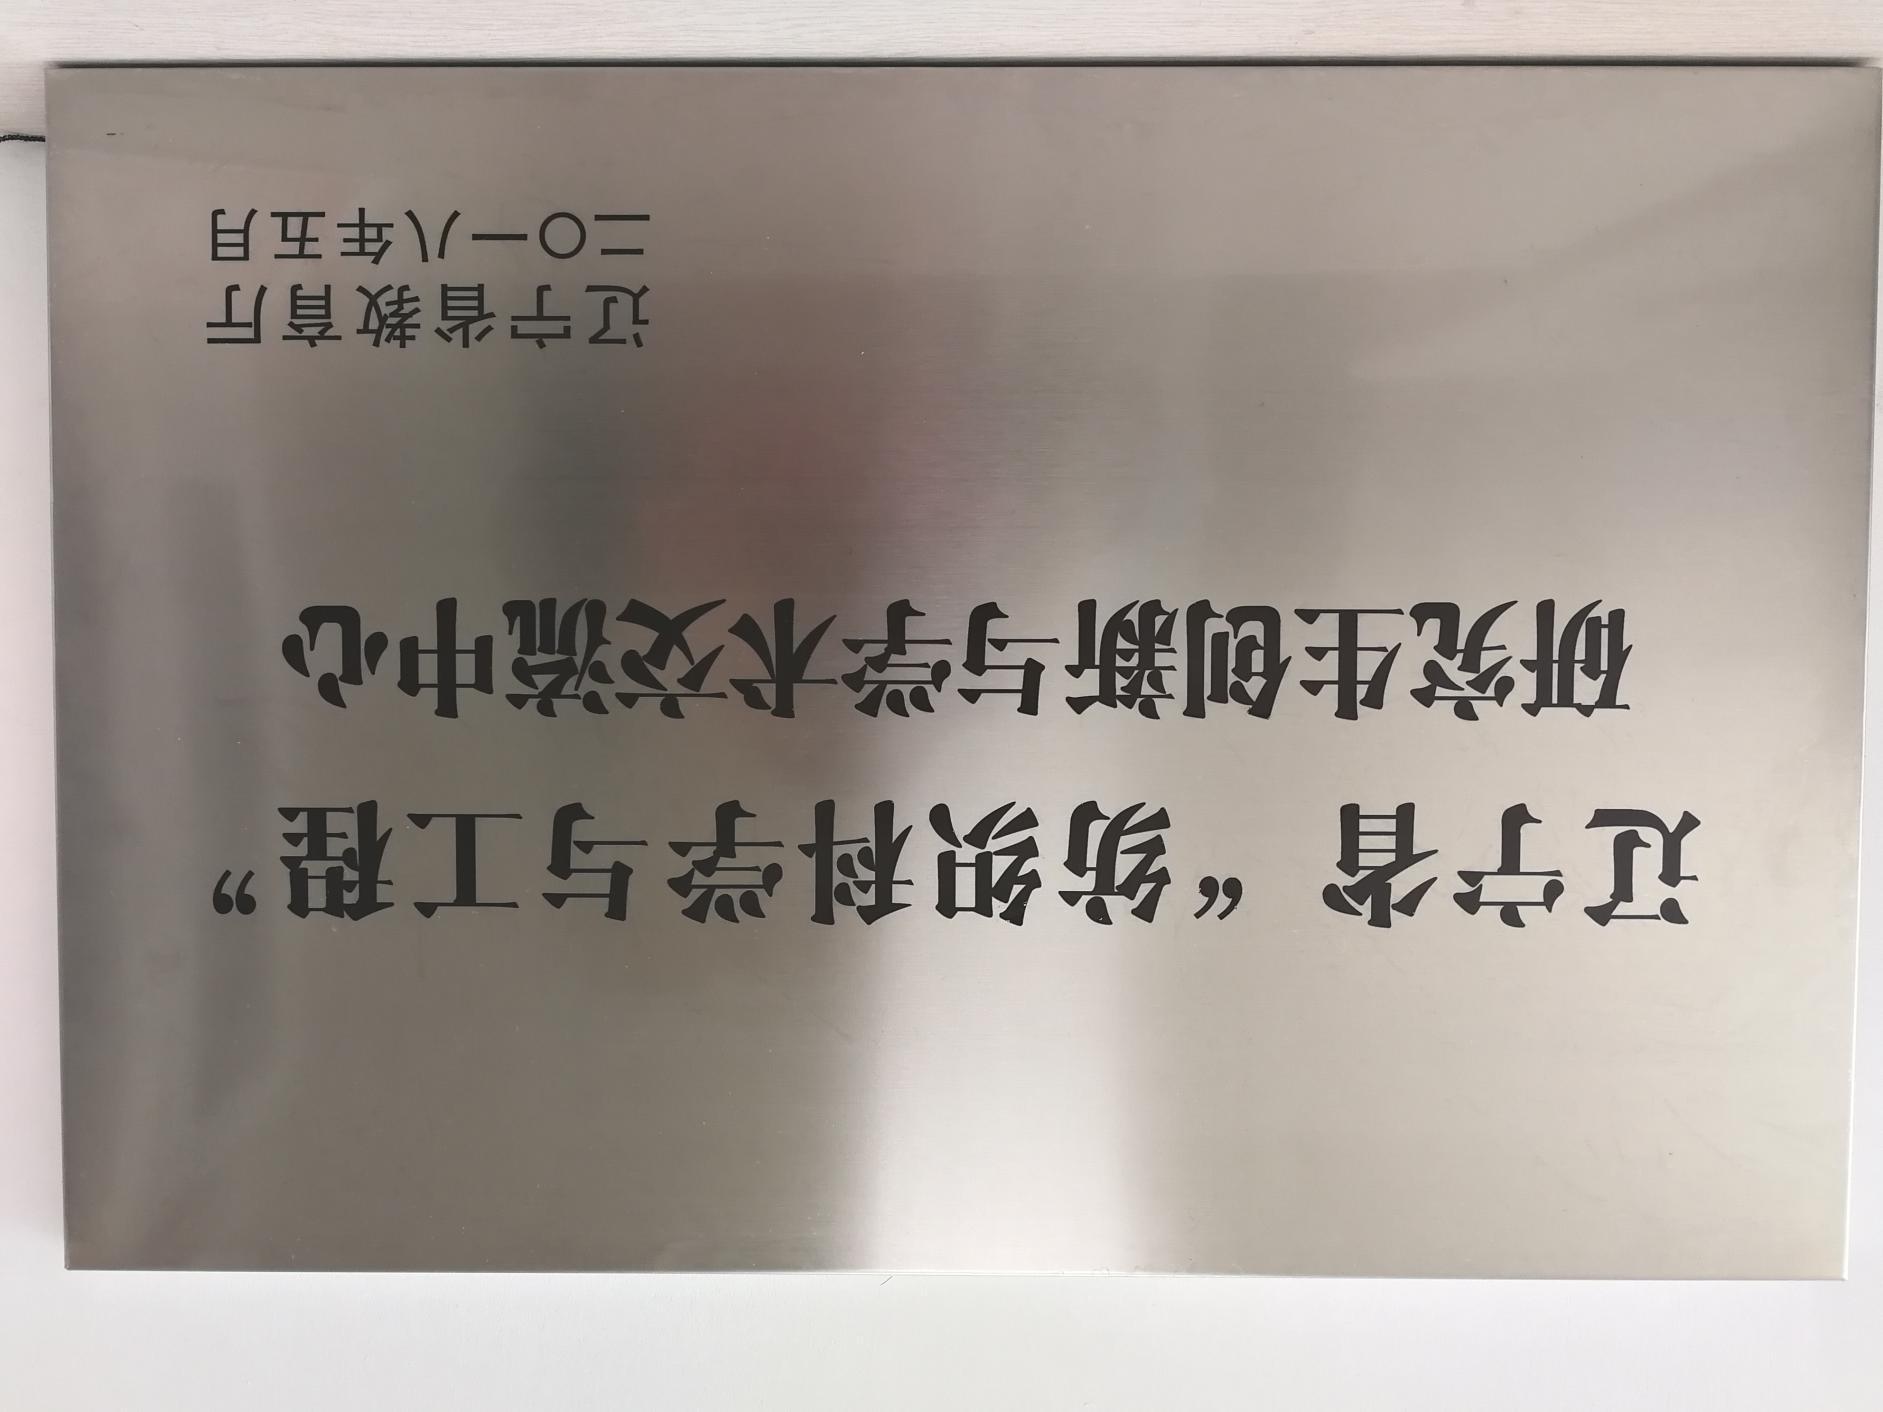 辽宁省“纺织科学与工程”
研究生创新与学术交流中心
辽宁省教育厅
二〇一八年五月